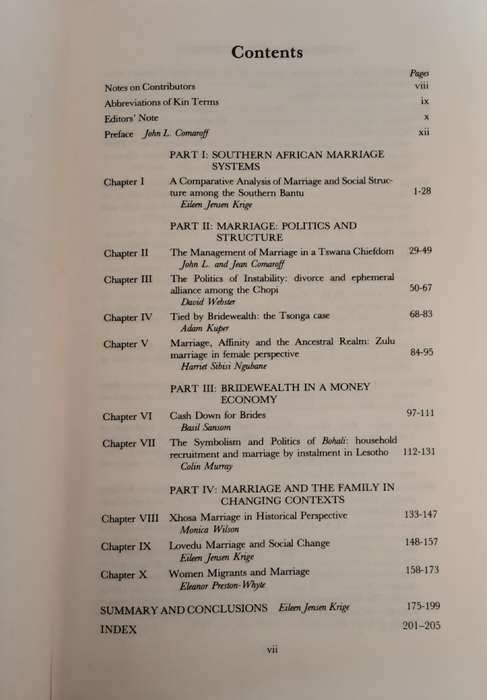 Contents
Pages
Notes on Contributors viii
Abbreviations of Kin Terms ix
Editors' Note x
Preface John L. Comaroff xii
PART I: SOUTHERN AFRICAN MARRIAGE
SYSTEMS
Chapter I A Comparative Analysis of Marriage and Social Struc-
ture among the Southern Bantu 1-28
Eileen Jensen Krige
PART II: MARRIAGE: POLITICS AND
STRUCTURE
Chapter II The Management of Marriage in a Tswana Chiefdom 29-49
John L. and Jean Comaroff
Chapter III The Politics of Instability: divorce and ephemeral
alliance among the Chopi 50-67
David Webster
Chapter IV Tied by Bridewealth: the Tsonga case 68-83
Adam Kuper
Chapter V Marriage, Affinity and the Ancestral Realm: Zulu
marriage in female perspective 84-95
Harriet Sibisi Ngubane
PART III: BRIDEWEALTH IN A MONEY
ECONOMY
Chapter VI Cash Down for Brides 97-111
Basil Sansom
Chapter VII The Symbolism and Politics of Bohali: household
recruitment and marriage by instalment in Lesotho 112-131
Colin Murray
PART IV: MARRIAGE AND THE FAMILY IN
CHANGING CONTEXTS
Chapter VIII Xhosa Marriage in Historical Perspective 133-147
Monica Wilson
Chapter IX Lovedu Marriage and Social Change 148-157
Eileen Jensen Krige
Chapter X Women Migrants and Marriage 158-173
Eleanor Preston-Whyte
SUMMARY AND CONCLUSIONS Eileen Jensen Krige 175-199
INDEX 201-205
vii